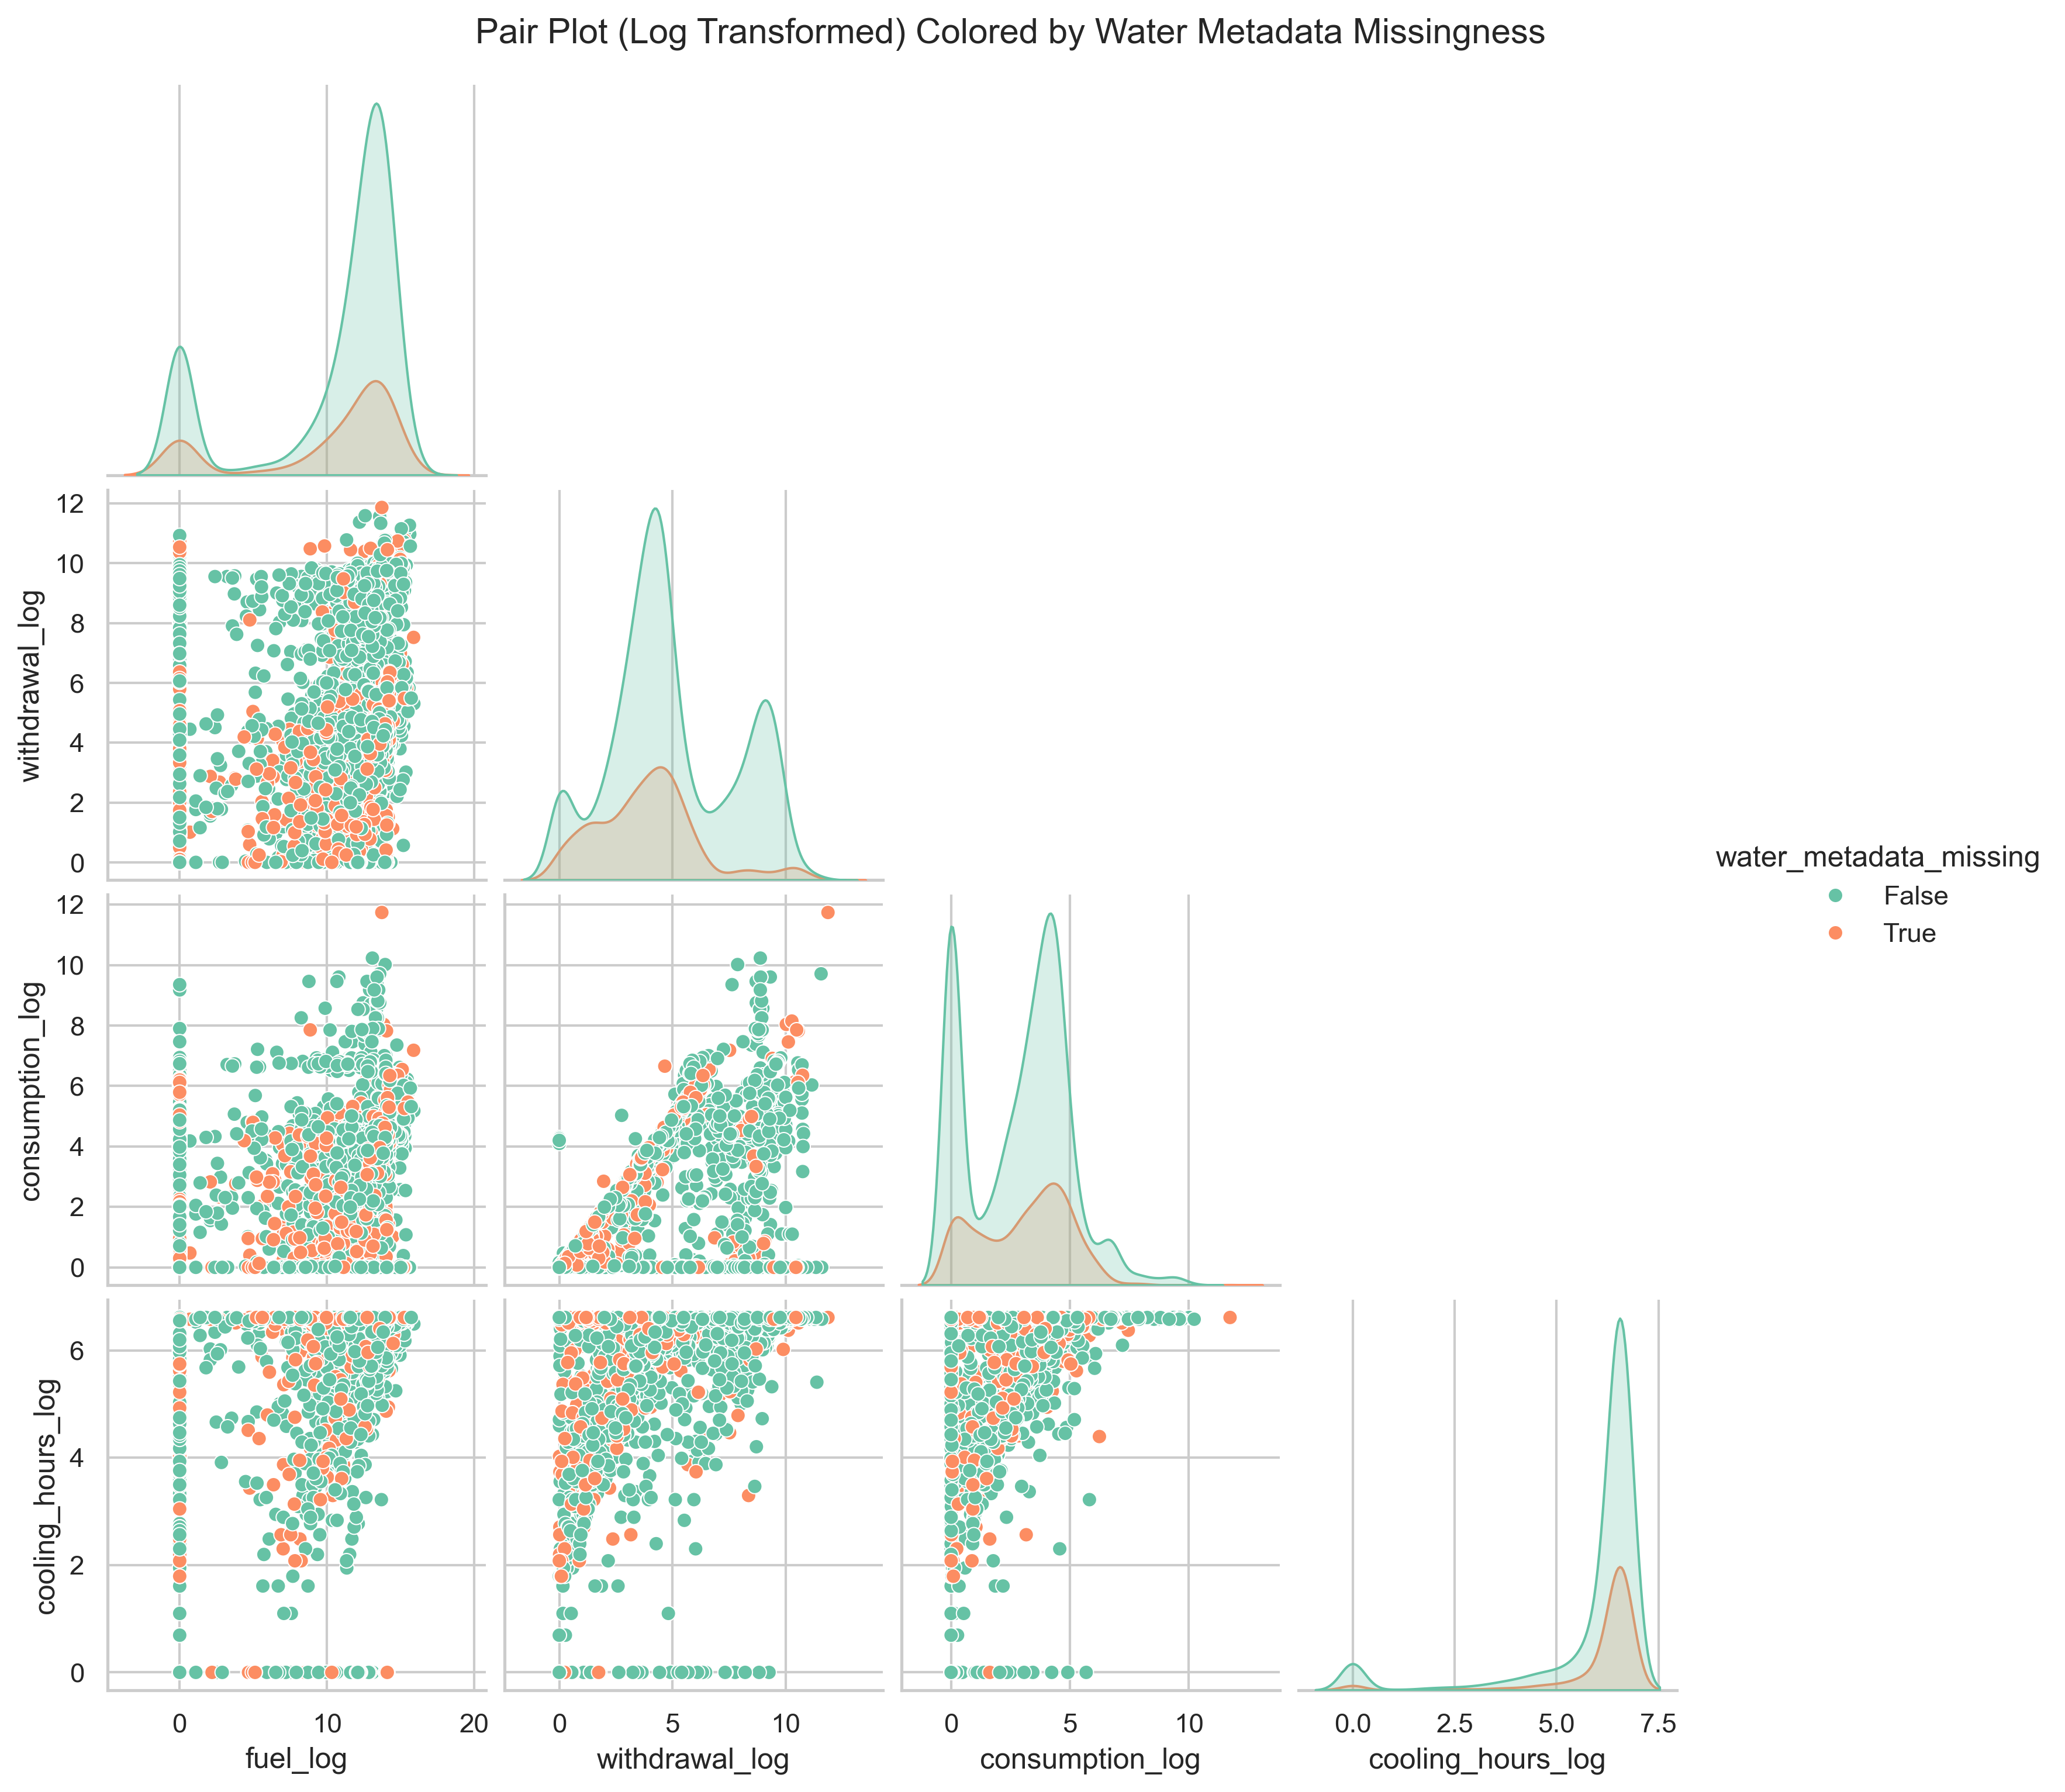 Pair Plot (Log Transformed) Colored by Water Metadata Missingness
withdrawal_log
12
10
8
6
4
2
0
consumption_log
12
10
8
6
4
2
0
cooling_hours_log
6
4
2
0
0 10 20
fuel_log
0 5 10
withdrawal_log
0 5 10
consumption_log
0.0 2.5 5.0 7.5
cooling_hours_log
water_metadata_missing
False
True